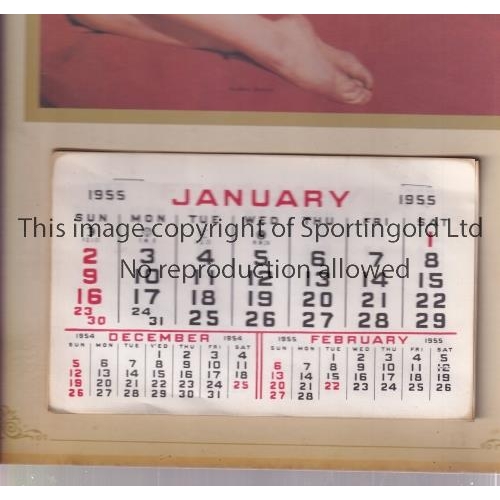 1955 JANUARY 1955
SUN MON TUE WED THU FRI SAT
This image copyright of Sportingold Ltd
1
2 3 4 5 6 7 8
No reproduction allowed
9 10 11 12 13 14 15
16 17 18 19 20 21 22
23 24 25 26 27 28 29
30 31
1954 DECEMBER 1954
SUN MON TUE WED THU FRI SAT
1 2 3 4
5 6 7 8 9 10 11
12 13 14 15 16 17 18
19 20 21 22 23 24 25
26 27 28 29 30 31
1955 FEBRUARY 1955
SUN MON TUE WED THU FRI SAT
1 2 3 4 5
6 7 8 9 10 11 12
13 14 15 16 17 18 19
20 21 22 23 24 25 26
27 28